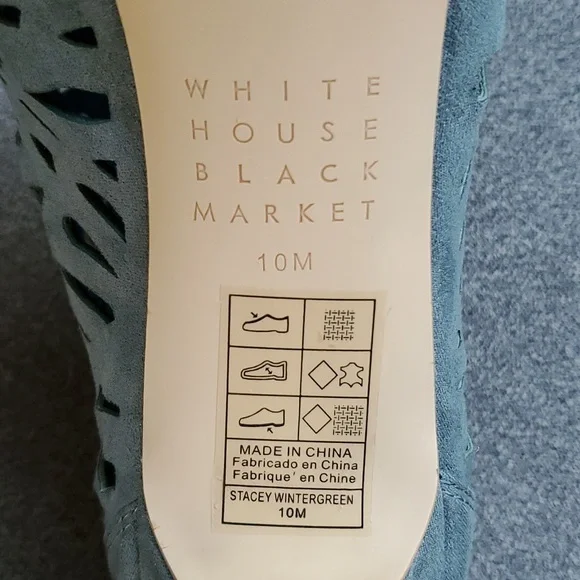 WHITE
HOUSE
BLACK
MARKET
10M
MADE IN CHINA
Fabricado en China
Fabrique' en Chine
STACEY WINTERGREEN
10M